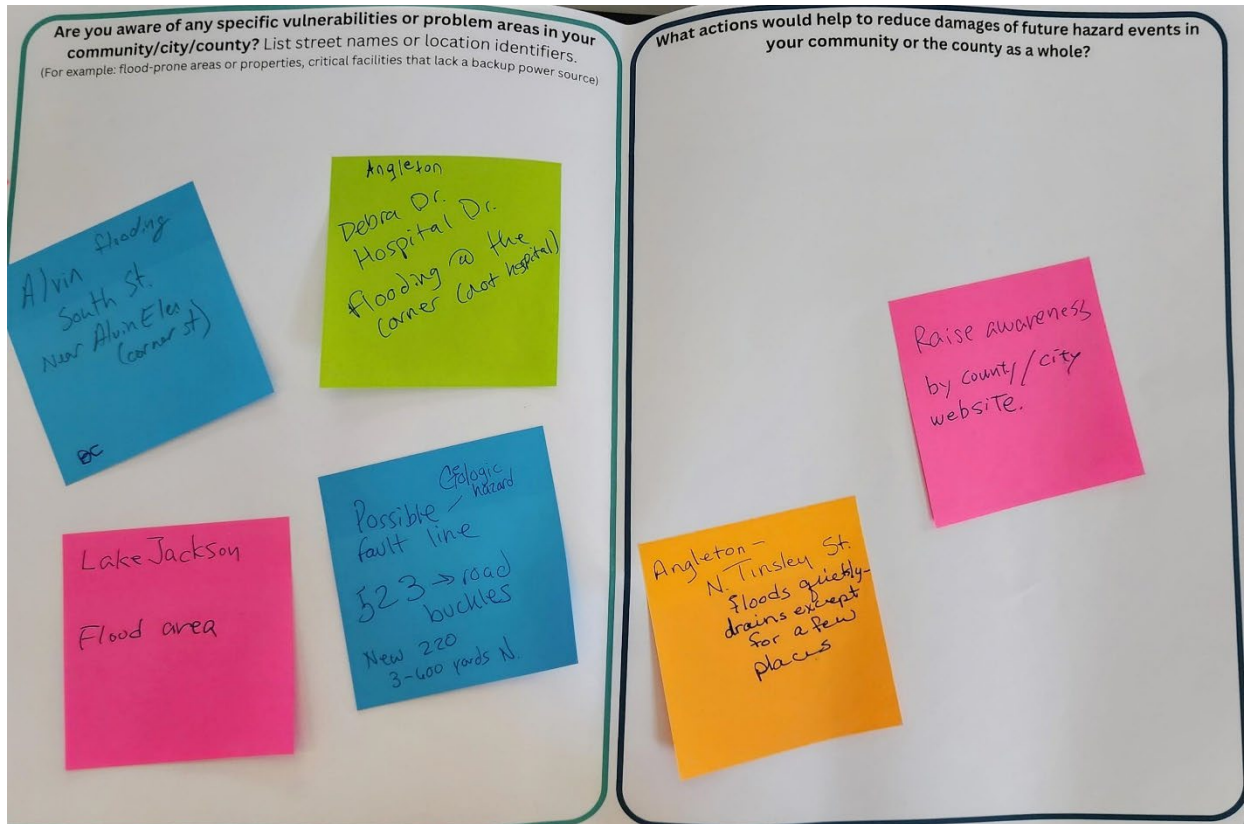 Are you aware of any specific vulnerabilities or problem areas in your
community/city/county? List street names or location identifiers.
(For example: flood-prone areas or properties, critical facilities that lack a backup power source)
Alvin flooding
South St.
Near Alvin Elem
(corner st)
Angleton
Debra Dr.
Hospital Dr.
flooding @ the
corner (not hospital)
Lake Jackson
Flood area
Geologic
hazard
Possible
fault line
523 → road
buckles
New 220
3-400 yards N.
What actions would help to reduce damages of future hazard events in
your community or the county as a whole?
Raise awareness
by county/city
website.
Angleton -
N. Tinsley St.
floods quickly-
drains except
for a few
places